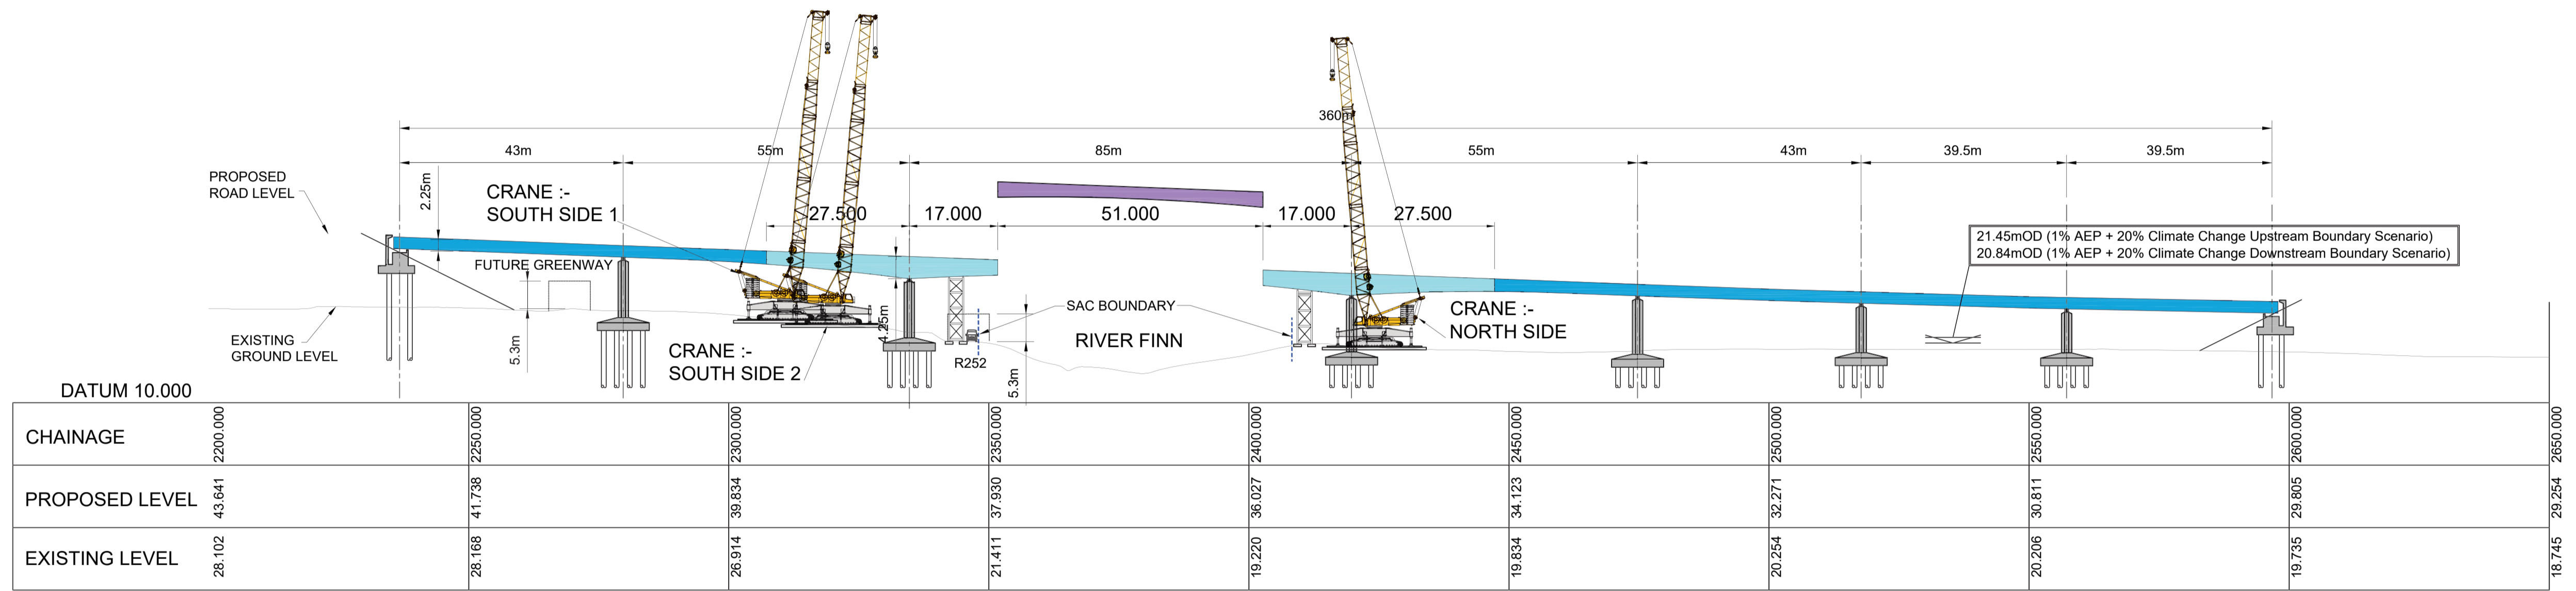 360m
43m
55m
85m
55m
43m
39.5m
39.5m
PROPOSED
ROAD LEVEL
2.25m
CRANE :-
SOUTH SIDE 1
27.500
17.000
51.000
17.000
27.500
21.45mOD (1% AEP + 20% Climate Change Upstream Boundary Scenario)
20.84mOD (1% AEP + 20% Climate Change Downstream Boundary Scenario)
FUTURE GREENWAY
SAC BOUNDARY
RIVER FINN
CRANE :-
NORTH SIDE
EXISTING
GROUND LEVEL
5.3m
4.25m
CRANE :-
SOUTH SIDE 2
R252
5.3m
DATUM 10.000
CHAINAGE 2200.000 2250.000 2300.000 2350.000 2400.000 2450.000 2500.000 2550.000 2600.000 2650.000
PROPOSED LEVEL 43.641 41.738 39.834 37.930 36.027 34.123 32.271 30.811 29.805 29.254
EXISTING LEVEL 28.102 28.168 26.914 21.411 19.220 19.834 20.254 20.206 19.735 18.745